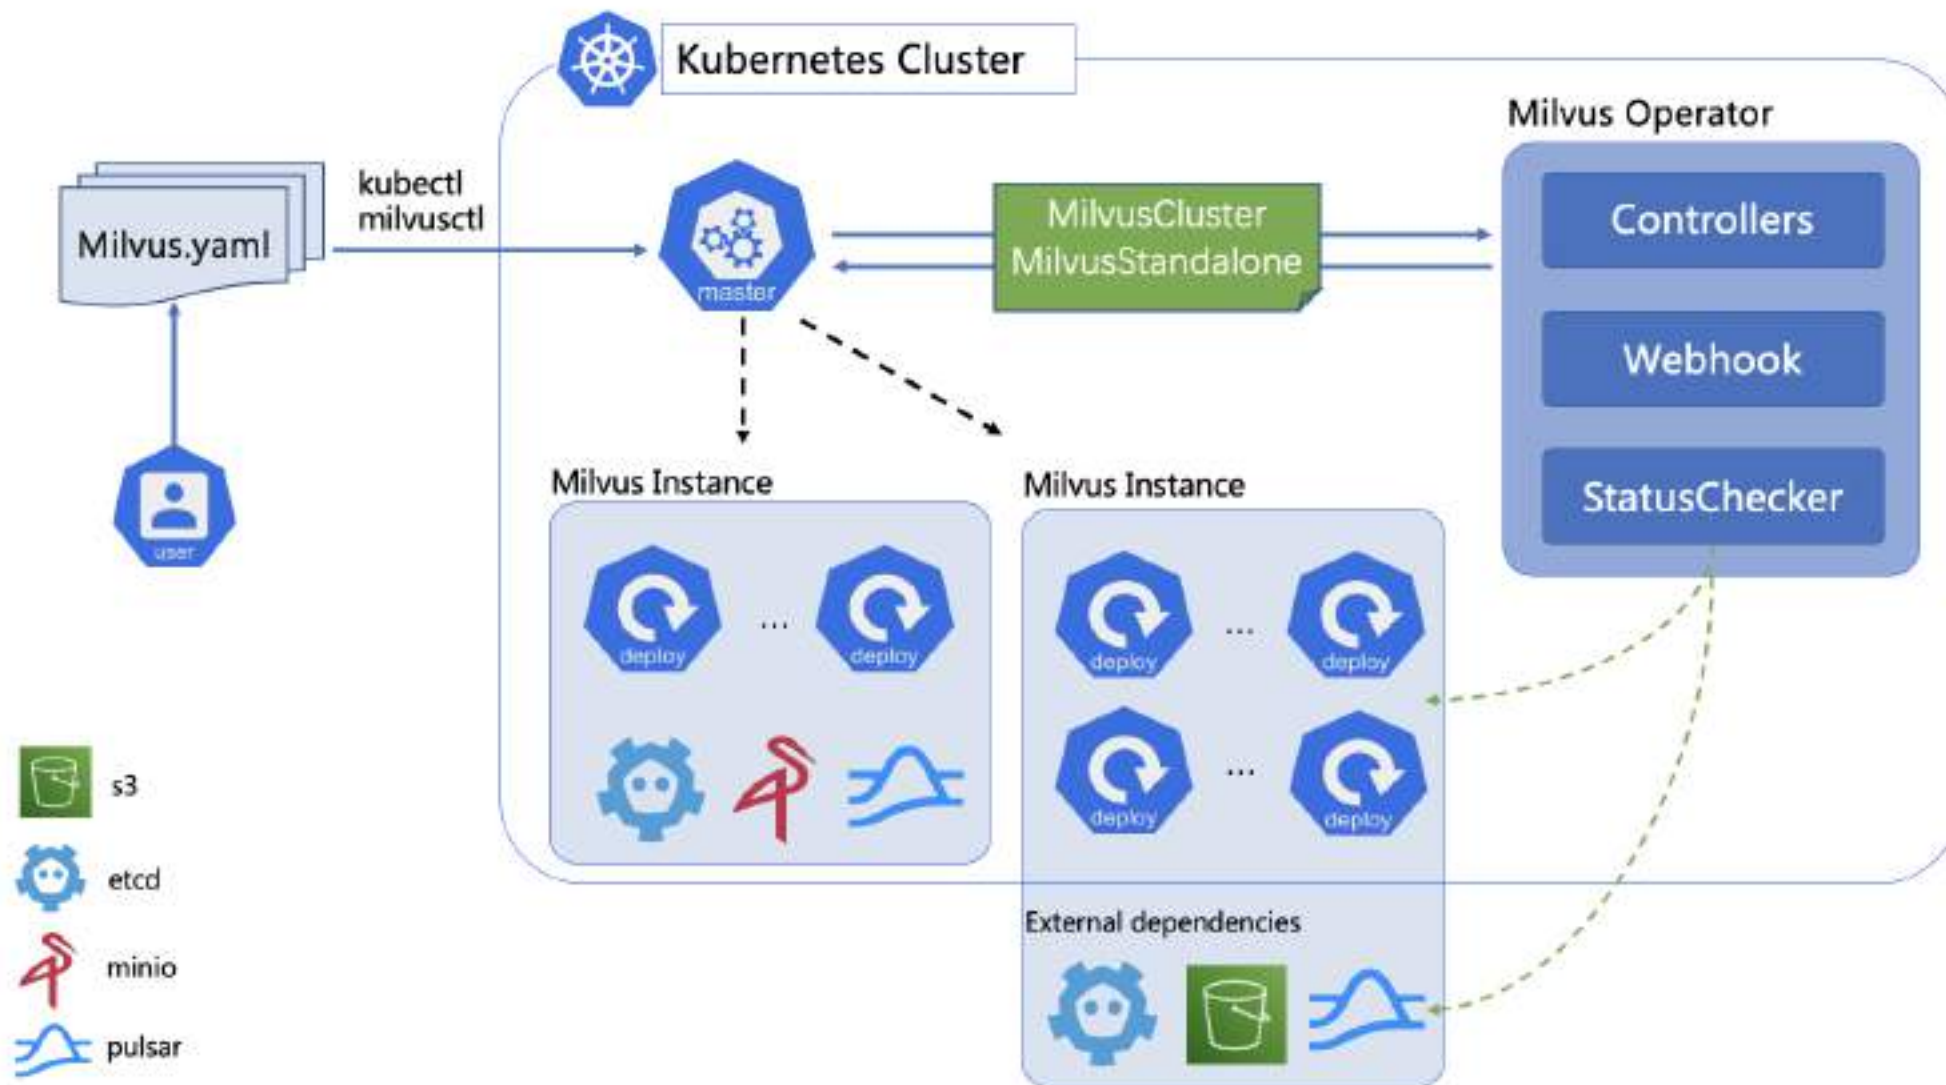 Kubernetes Cluster
Milvus Operator
Milvus.yaml
kubectl
milvusctl
master
MilvusCluster
MilvusStandalone
Controllers
Webhook
StatusChecker
user
Milvus Instance
deploy
...
deploy
Milvus Instance
deploy
...
deploy
deploy
...
deploy
External dependencies
s3
etcd
minio
pulsar